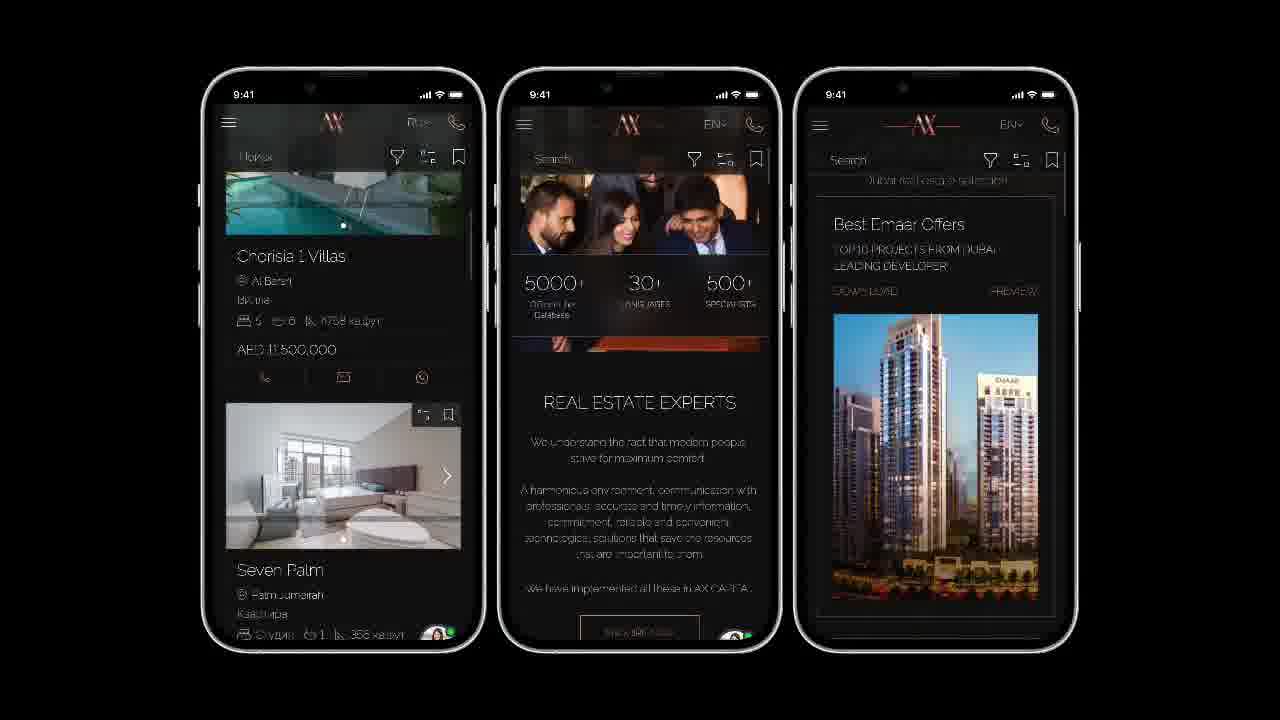 9:41
AX
RU
Поиск
Chorisia 1 Villas
Al Barari
Вилла
5 6 кв.фут
AED 11,500,000
Seven Palm
Palm Jumeirah
Квартира
Студия 1 366 кв.фут
9:41
AX
EN
Search
5000+ 30+ 500+
LANGUAGES SPECIALISTS
Database
REAL ESTATE EXPERTS
We understand the fact that modern people
strive for maximum comfort.
A harmonious environment, communication with
professionals, accurate and timely information,
commitment, reliable and convenient
technological solutions that save the resources
that are important to them.
We have implemented all these in AX CAPITAL.
9:41
AX
EN
Search
Dubai real estate selection
Best Emaar Offers
TOP 10 PROJECTS FROM DUBAI
LEADING DEVELOPER
DOWNLOAD PREVIEW
EMAAR